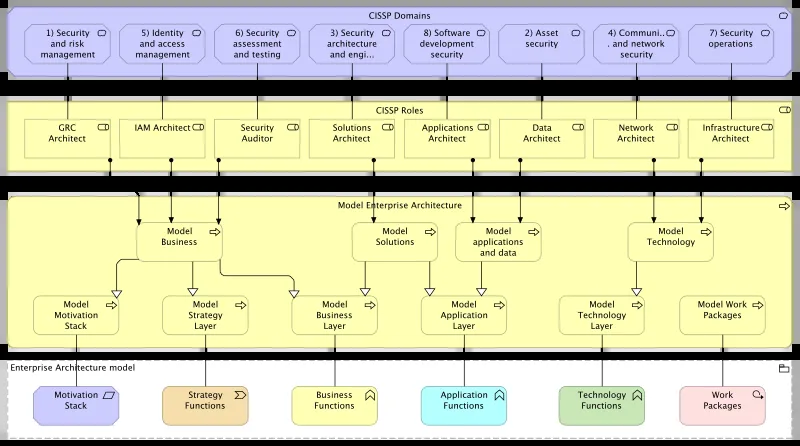 CISSP Domains
1) Security
and risk
management
5) Identity
and access
management
6) Security
assessment
and testing
3) Security
architecture
and engi...
8) Software
development
security
2) Asset
security
4) Communi..
. and network
security
7) Security
operations
CISSP Roles
GRC
Architect
IAM Architect
Security
Auditor
Solutions
Architect
Applications
Architect
Data
Architect
Network
Architect
Infrastructure
Architect
Model Enterprise Architecture
Model
Business
Model
Solutions
Model
applications
and data
Model
Technology
Model
Motivation
Stack
Model
Strategy
Layer
Model
Business
Layer
Model
Application
Layer
Model
Technology
Layer
Model Work
Packages
Enterprise Architecture model
Motivation
Stack
Strategy
Functions
Business
Functions
Application
Functions
Technology
Functions
Work
Packages